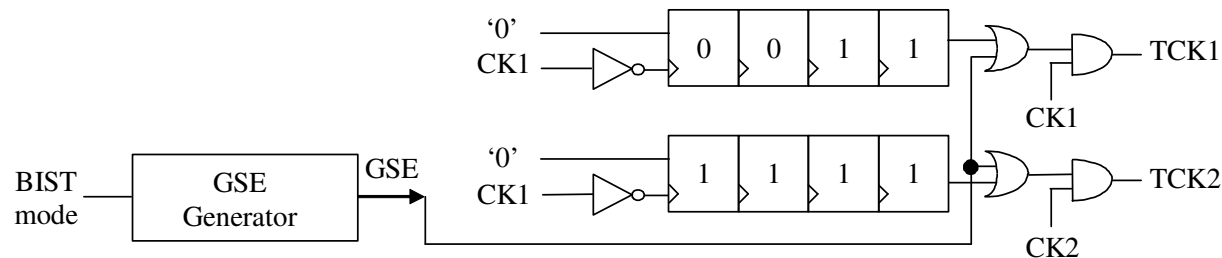 ‘0’
CK1
0 0 1 1
TCK1
CK1
‘0’
CK1
1 1 1 1
TCK2
CK2
BIST
mode
GSE
Generator
GSE